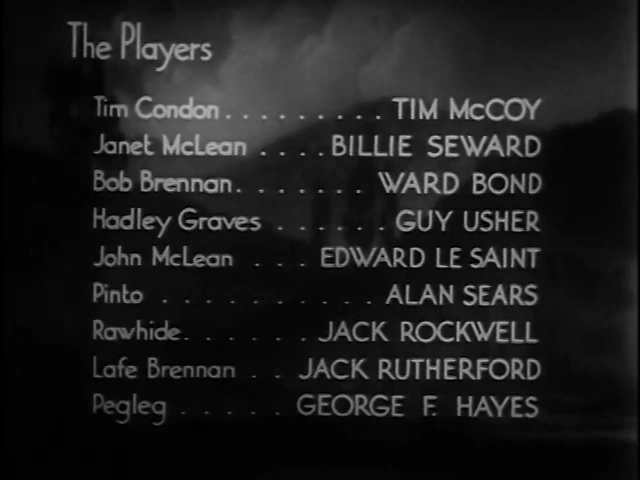 The Players
Tim Condon . . . . . . . . . TIM McCOY
Janet McLean . . . . BILLIE SEWARD
Bob Brennan . . . . . . . WARD BOND
Hadley Graves . . . . . . GUY USHER
John McLean . . . EDWARD LE SAINT
Pinto . . . . . . . . . . . ALAN SEARS
Rawhide . . . . . . JACK ROCKWELL
Lafe Brennan . . JACK RUTHERFORD
Pegleg . . . . . GEORGE F. HAYES